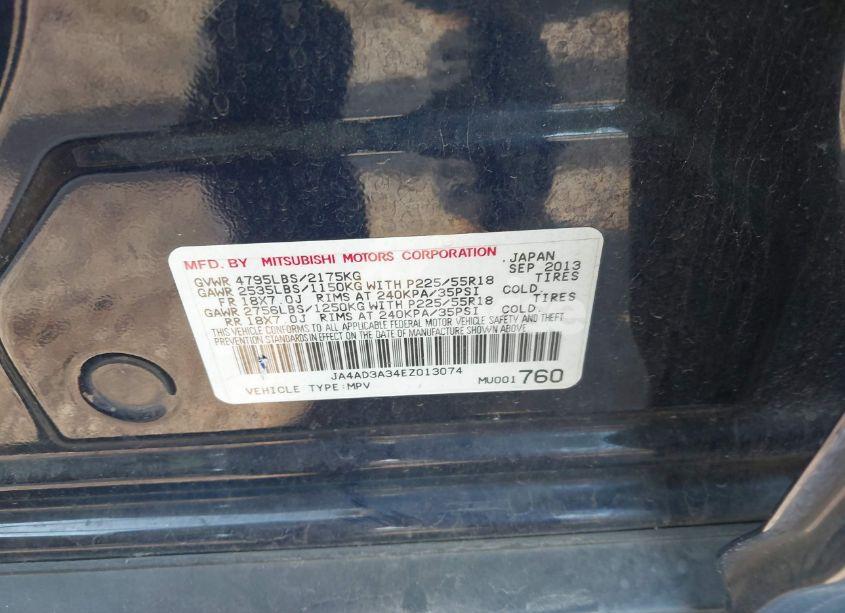 MFD. BY MITSUBISHI MOTORS CORPORATION , JAPAN
GVWR 4795LBS/2175KG SEP. 2013
GAWR 2535LBS/1150KG WITH P225/55R18 TIRES
FR 18X7.0J RIMS AT 240KPA/35PSI COLD.
GAWR 2756LBS/1250KG WITH P225/55R18 TIRES
RR 18X7.0J RIMS AT 240KPA/35PSI COLD.
THIS VEHICLE CONFORMS TO ALL APPLICABLE FEDERAL MOTOR VEHICLE SAFETY AND THEFT
PREVENTION STANDARDS IN EFFECT ON THE DATE OF MANUFACTURE SHOWN ABOVE.
JA4AD3A34EZ013074
VEHICLE TYPE:MPV MU001 760